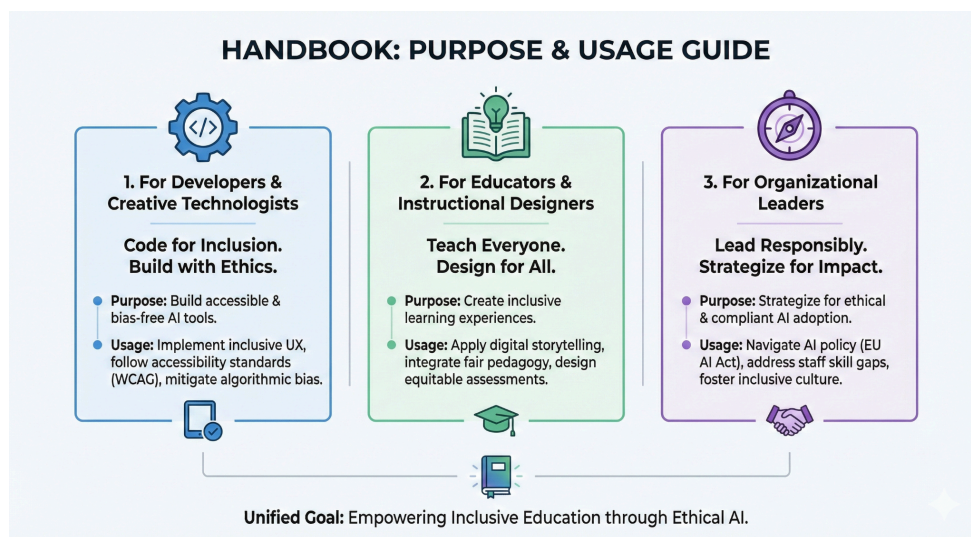 HANDBOOK: PURPOSE & USAGE GUIDE
</>
1. For Developers &
Creative Technologists
Code for Inclusion.
Build with Ethics.
Purpose: Build accessible &
bias-free AI tools.
Usage: Implement inclusive UX,
follow accessibility standards
(WCAG), mitigate algorithmic bias.
2. For Educators &
Instructional Designers
Teach Everyone.
Design for All.
Purpose: Create inclusive
learning experiences.
Usage: Apply digital storytelling,
integrate fair pedagogy, design
equitable assessments.
3. For Organizational
Leaders
Lead Responsibly.
Strategize for Impact.
Purpose: Strategize for ethical
& compliant AI adoption.
Usage: Navigate AI policy (EU
AI Act), address staff skill gaps,
foster inclusive culture.
Unified Goal: Empowering Inclusive Education through Ethical AI.